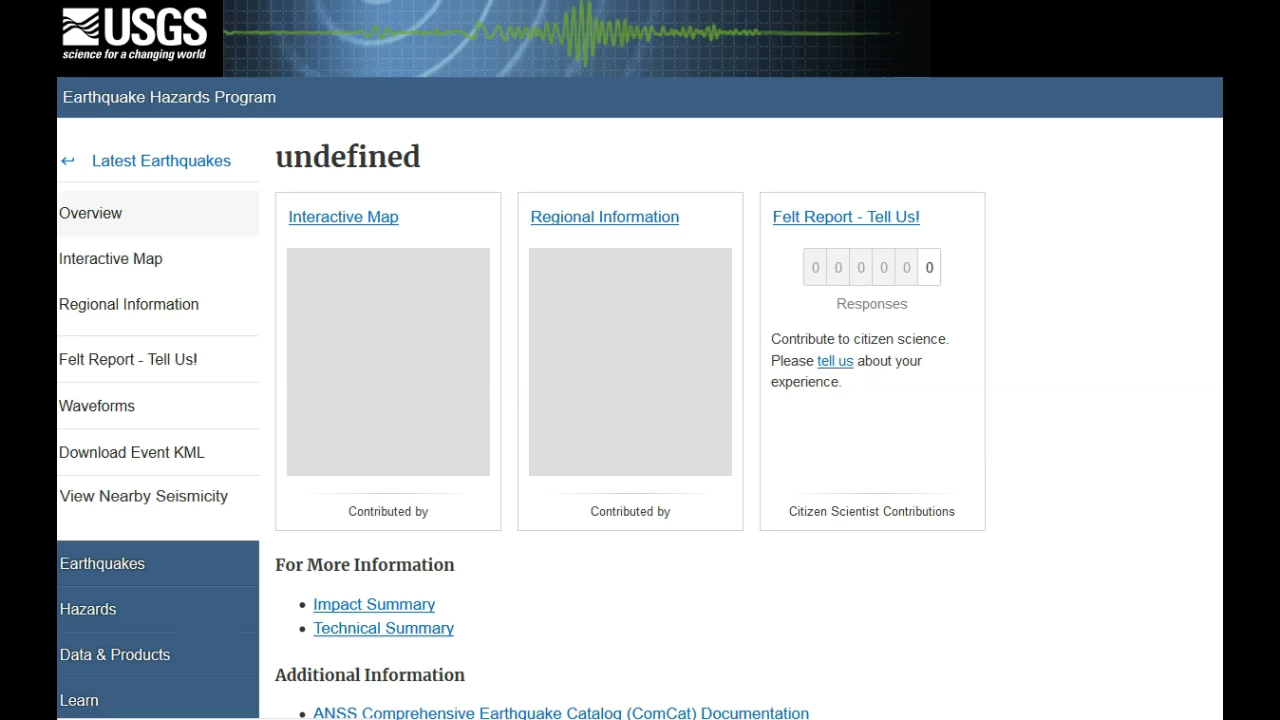 USGS
science for a changing world
Earthquake Hazards Program
Latest Earthquakes
undefined
Overview
Interactive Map
Regional Information
Felt Report - Tell Us!
Waveforms
Download Event KML
View Nearby Seismicity
Earthquakes
Hazards
Data & Products
Learn
Interactive Map
Contributed by
Regional Information
Contributed by
Felt Report - Tell Us!
0 0 0 0 0 0
Responses
Contribute to citizen science.
Please tell us about your
experience.
Citizen Scientist Contributions
For More Information
Impact Summary
Technical Summary
Additional Information
ANSS Comprehensive Earthquake Catalog (ComCat) Documentation